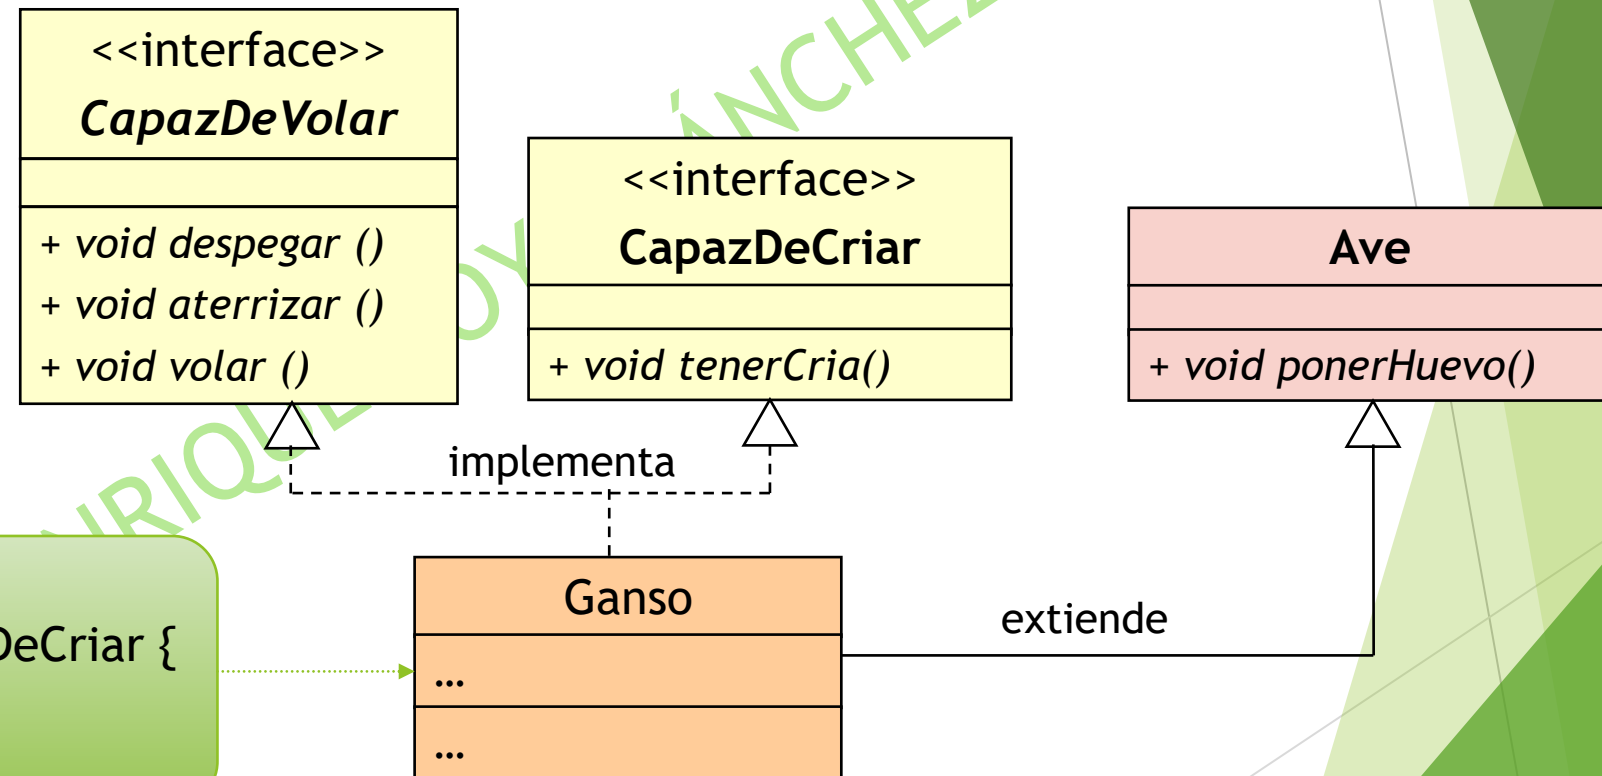 <<interface>>
CapazDeVolar
+ void despegar ()
+ void aterrizar ()
+ void volar ()
<<interface>>
CapazDeCriar
+ void tenerCria()
Ave
+ void ponerHuevo()
implementa
Ganso
...
...
extiende
DeCriar {